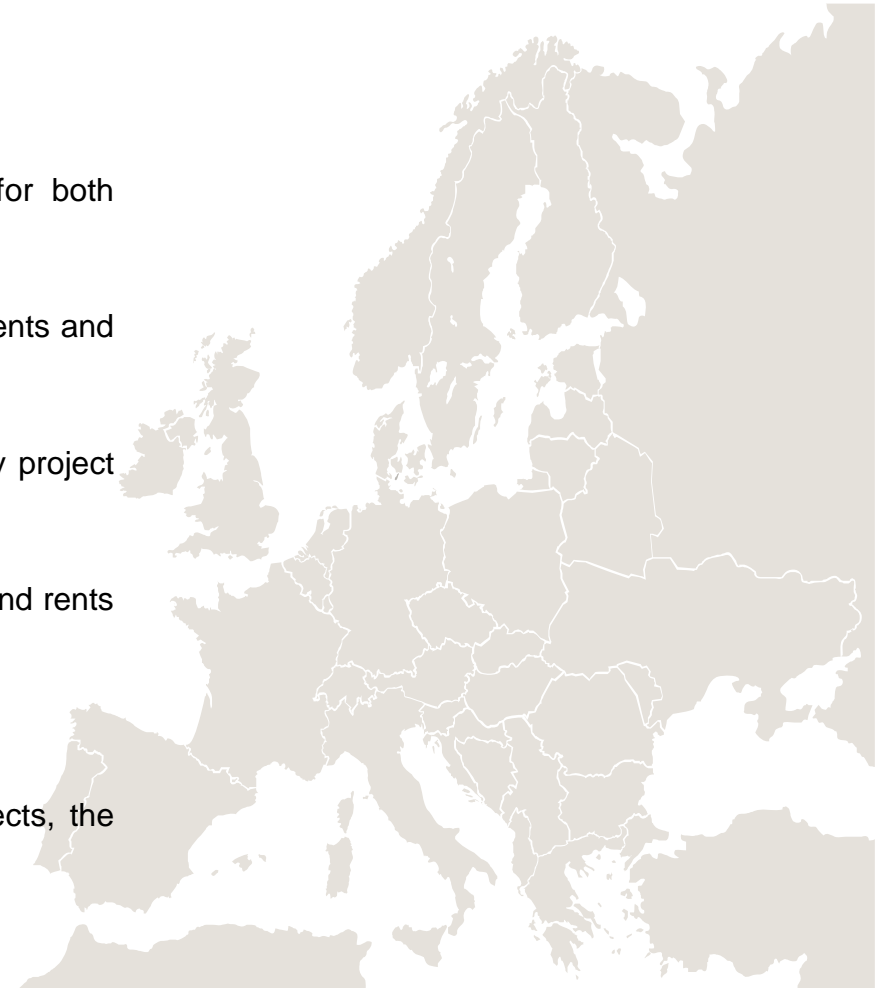 for both
ents and
project
nd rents
ects, the